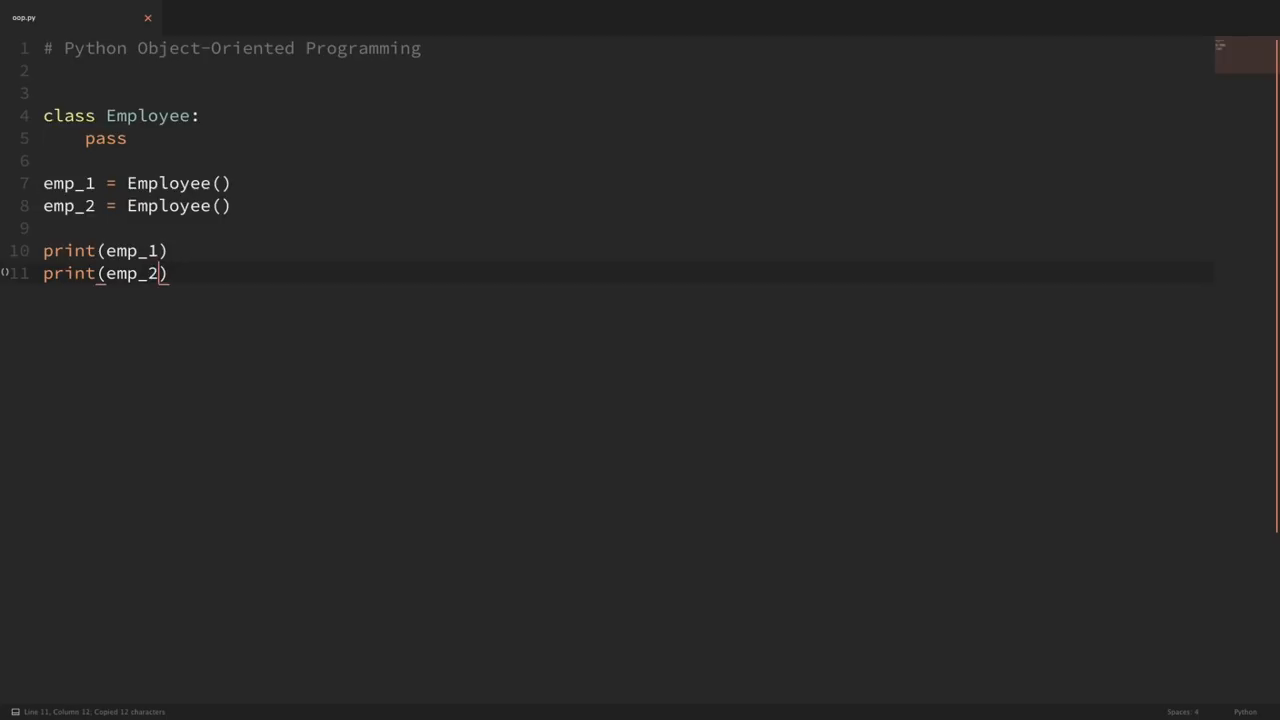 oop.py
1 # Python Object-Oriented Programming
2
3
4 class Employee:
5     pass
6
7 emp_1 = Employee()
8 emp_2 = Employee()
9
10 print(emp_1)
() 11 print(emp_2)
Line 11, Column 12; Copied 12 characters Spaces: 4 Python